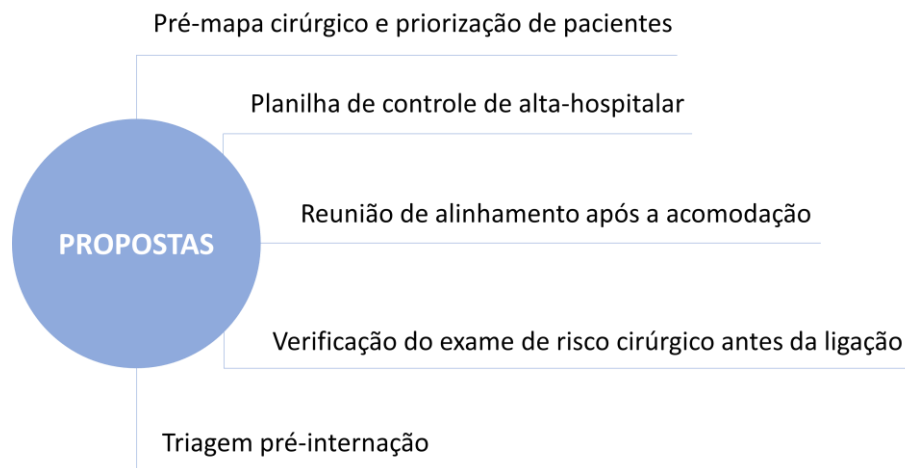 Pré-mapa cirúrgico e priorização de pacientes
Planilha de controle de alta-hospitalar
Reunião de alinhamento após a acomodação
PROPOSTAS
Verificação do exame de risco cirúrgico antes da ligação
Triagem pré-internação